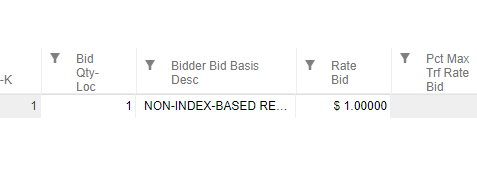 Bid
Qty-
Loc
Bidder Bid Basis
Desc
Rate
Bid
Pct Max
Trf Rate
Bid
-K
1
1
NON-INDEX-BASED RE...
$ 1.00000